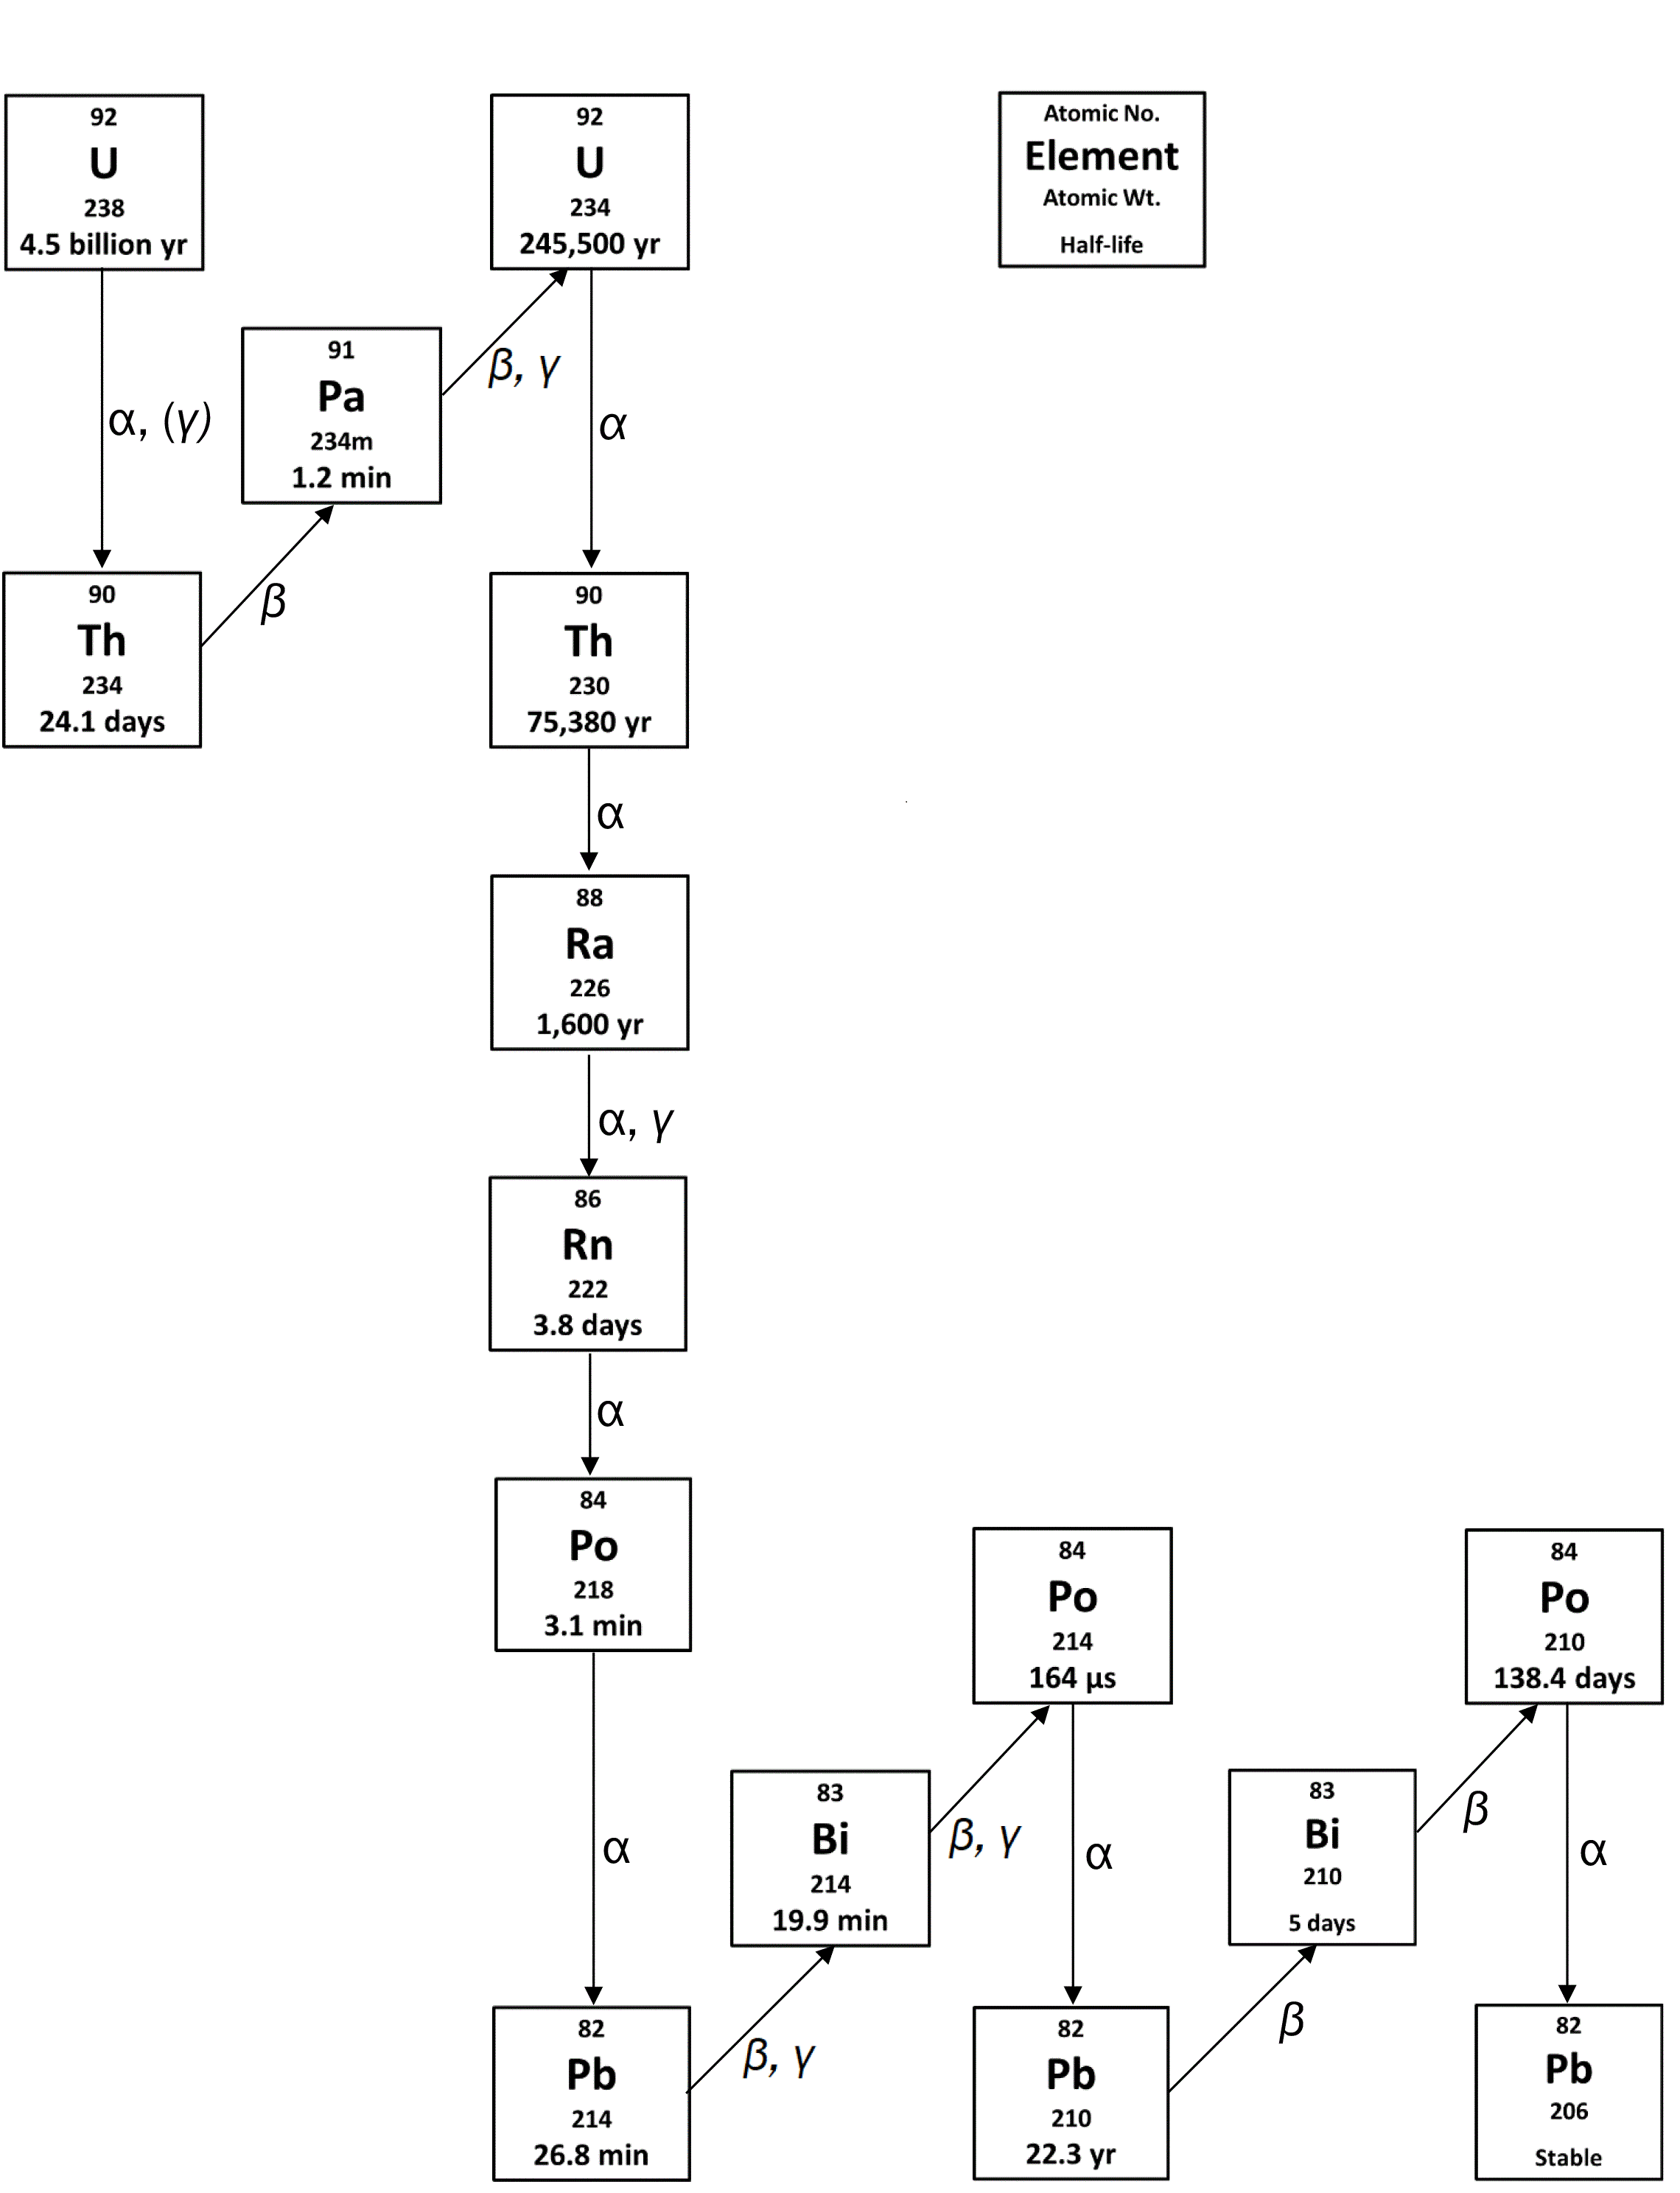 92
U
238
4.5 billion yr
92
U
234
245,500 yr
Atomic No.
Element
Atomic Wt.
Half-life
α, (γ)
91
Pa
234m
1.2 min
β, γ
α
90
Th
234
24.1 days
β
90
Th
230
75,380 yr
α
88
Ra
226
1,600 yr
α, γ
86
Rn
222
3.8 days
α
84
Po
218
3.1 min
α
82
Pb
214
26.8 min
β, γ
83
Bi
214
19.9 min
β, γ
84
Po
214
164 µs
α
82
Pb
210
22.3 yr
β
83
Bi
210
5 days
β
84
Po
210
138.4 days
α
82
Pb
206
Stable